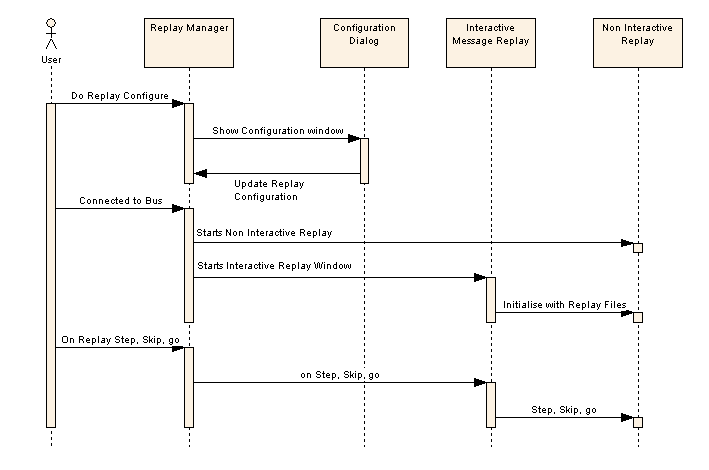 Replay Manager
Configuration
Dialog
Interactive
Message Replay
Non Interactive
Replay
User
Do Replay Configure
Show Configuration window
Update Replay
Configuration
Connected to Bus
Starts Non Interactive Replay
Starts Interactive Replay Window
Initialise with Replay Files
On Replay Step, Skip, go
on Step, Skip, go
Step, Skip, go